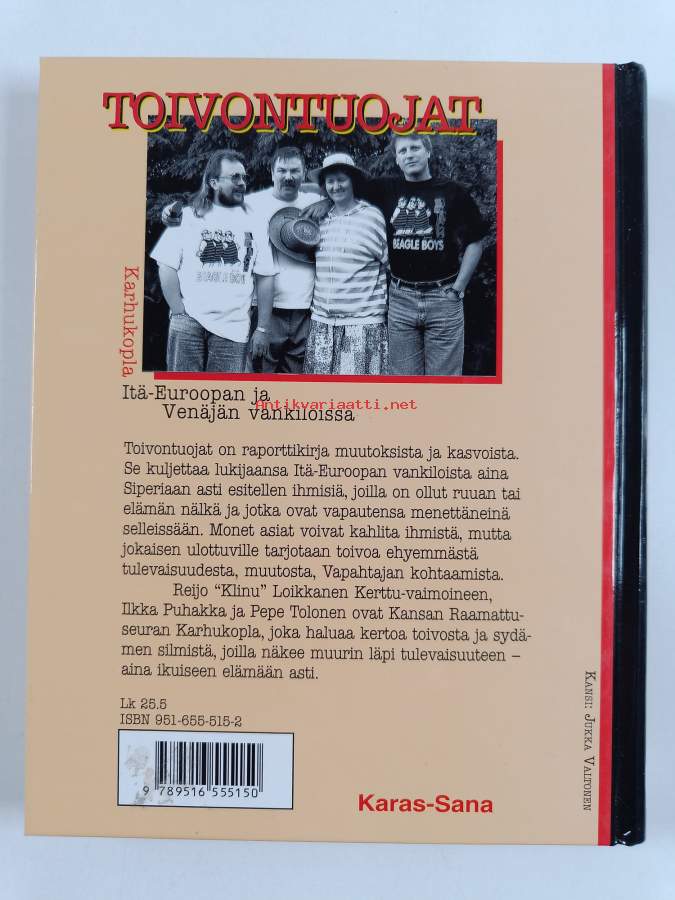 TOIVONTUOJAT
BEAGLE BOYS
BEAGLE BOYS
Karhukopla
Itä-Euroopan ja
Venäjän vankiloissa
Antikvariaatti.net
Toivontuojat on raporttikirja muutoksista ja kasvoista.
Se kuljettaa lukijaansa Itä-Euroopan vankiloista aina
Siperiaan asti esitellen ihmisiä, joilla on ollut ruuan tai
elämän nälkä ja jotka ovat vapautensa menettäneinä
selleissään. Monet asiat voivat kahlita ihmistä, mutta
jokaisen ulottuville tarjotaan toivoa ehyemmästä
tulevaisuudesta, muutosta, Vapahtajan kohtaamista.
Reijo "Klinu" Loikkanen Kerttu-vaimoineen,
Ilkka Puhakka ja Pepe Tolonen ovat Kansan Raamattu-
seuran Karhukopla, joka haluaa kertoa toivosta ja sydä-
men silmistä, joilla näkee muurin läpi tulevaisuuteen –
aina ikuiseen elämään asti.
Lk 25.5
ISBN 951-655-515-2
9 789516 555150
Karas-Sana
KANSI: JUKKA VALTONEN